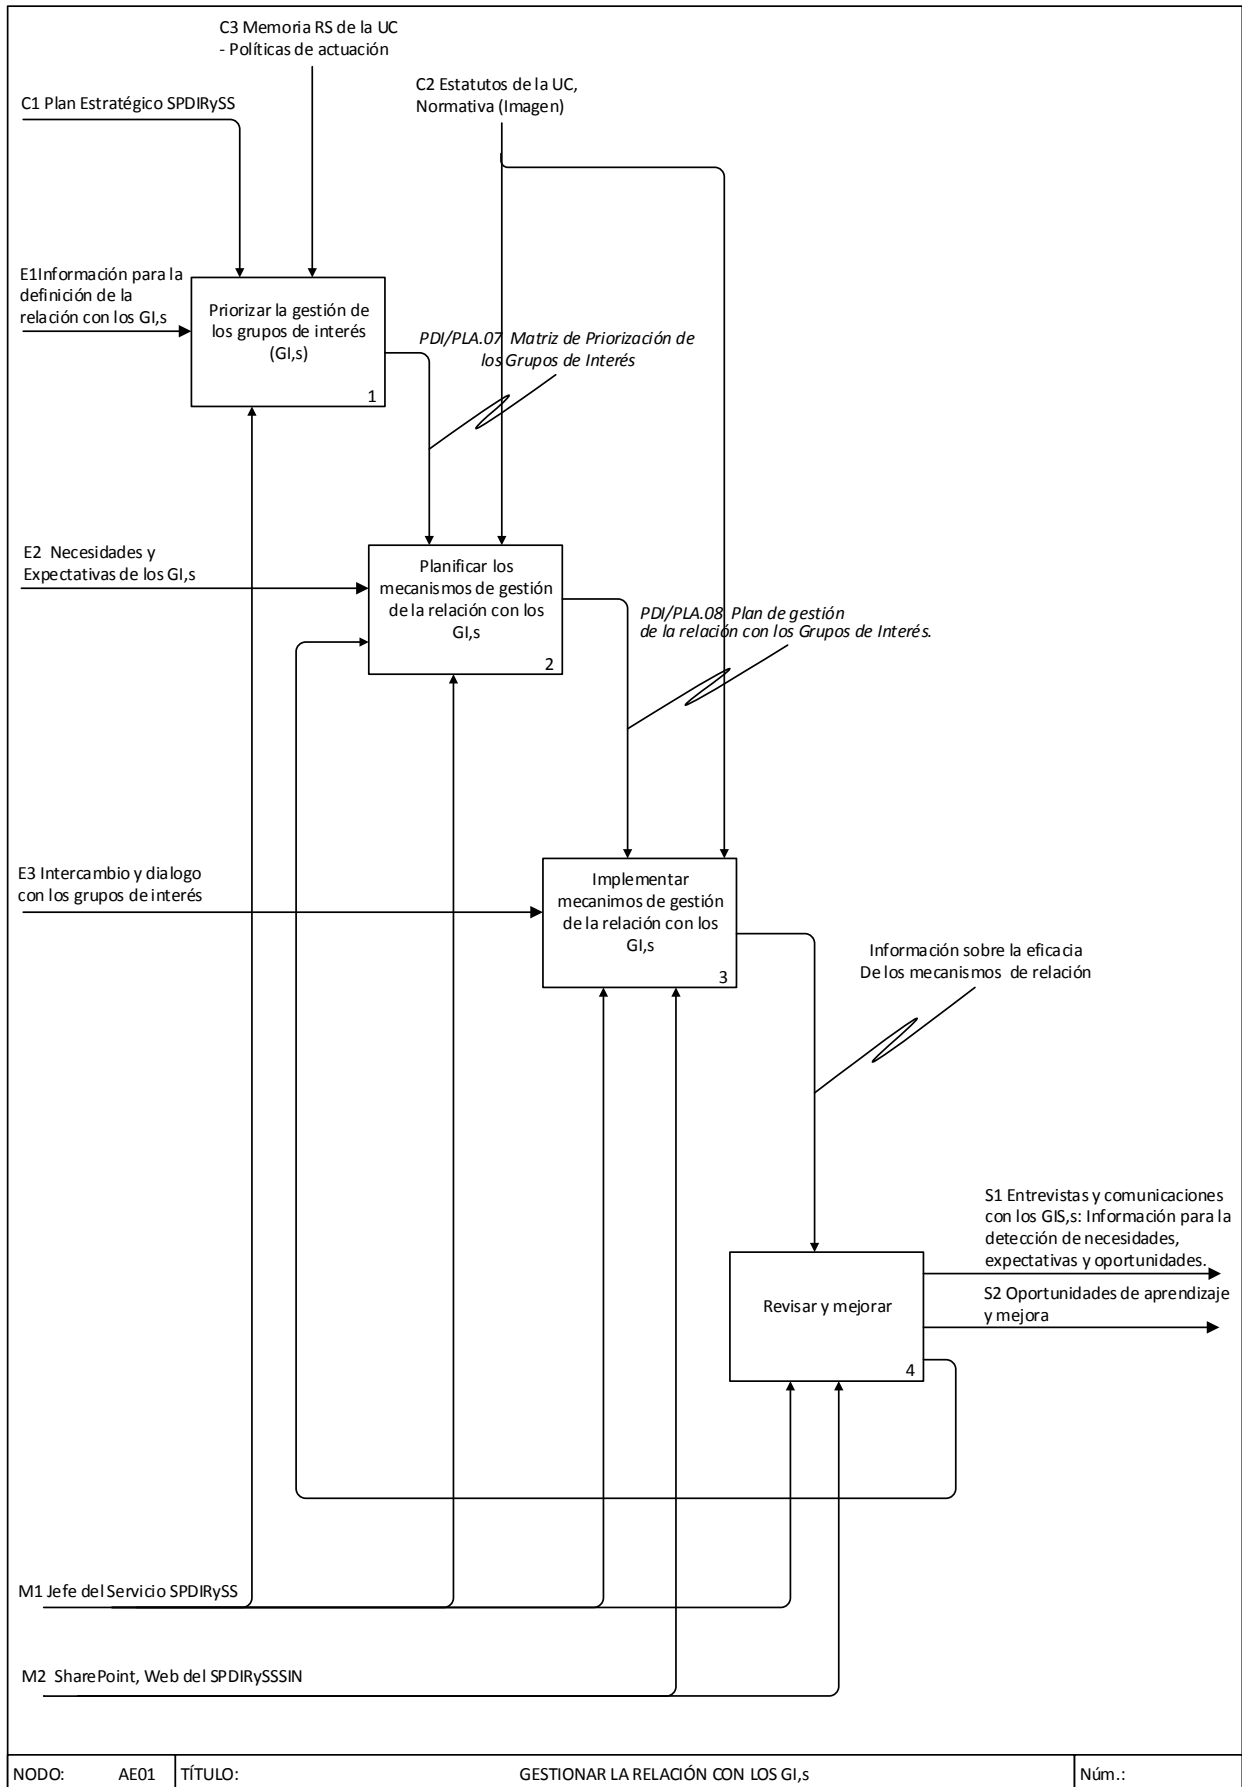 C3 Memoria RS de la UC
- Políticas de actuación
C2 Estatutos de la UC,
Normativa (Imagen)
C1 Plan Estratégico SPDIRySS
E1Información para la
definición de la
relación con los GI,s
Priorizar la gestión de
los grupos de interés
(GI,s)
1
PDI/PLA.07 Matriz de Priorización de
los Grupos de Interés
E2 Necesidades y
Expectativas de los GI,s
Planificar los
mecanismos de gestión
de la relación con los
GI,s
2
PDI/PLA.08 Plan de gestión
de la relación con los Grupos de Interés.
E3 Intercambio y dialogo
con los grupos de interés
Implementar
mecanimos de gestión
de la relación con los
GI,s
3
Información sobre la eficacia
De los mecanismos de relación
S1 Entrevistas y comunicaciones
con los GIS,s: Información para la
detección de necesidades,
expectativas y oportunidades.
S2 Oportunidades de aprendizaje
y mejora
Revisar y mejorar
4
M1 Jefe del Servicio SPDIRySS
M2 SharePoint, Web del SPDIRySSSIN
NODO: AE01 TÍTULO: GESTIONAR LA RELACIÓN CON LOS GI,s Núm.: